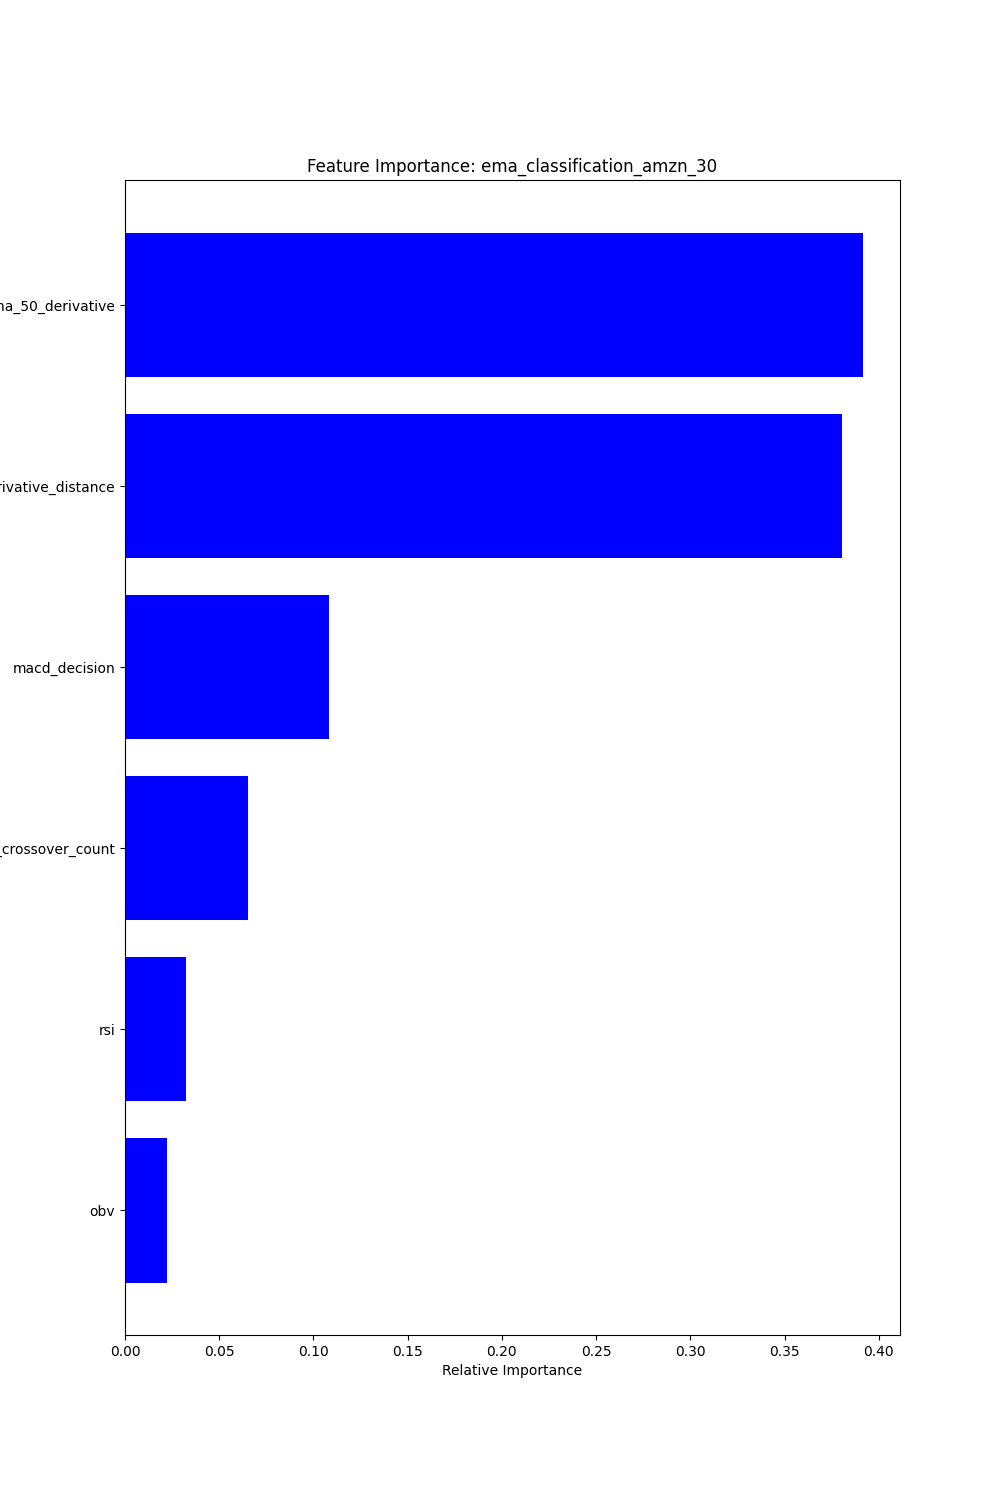 Feature Importance: ema_classification_amzn_30
ma_50_derivative
rivative_distance
macd_decision
_crossover_count
rsi
obv
0.00 0.05 0.10 0.15 0.20 0.25 0.30 0.35 0.40
Relative Importance